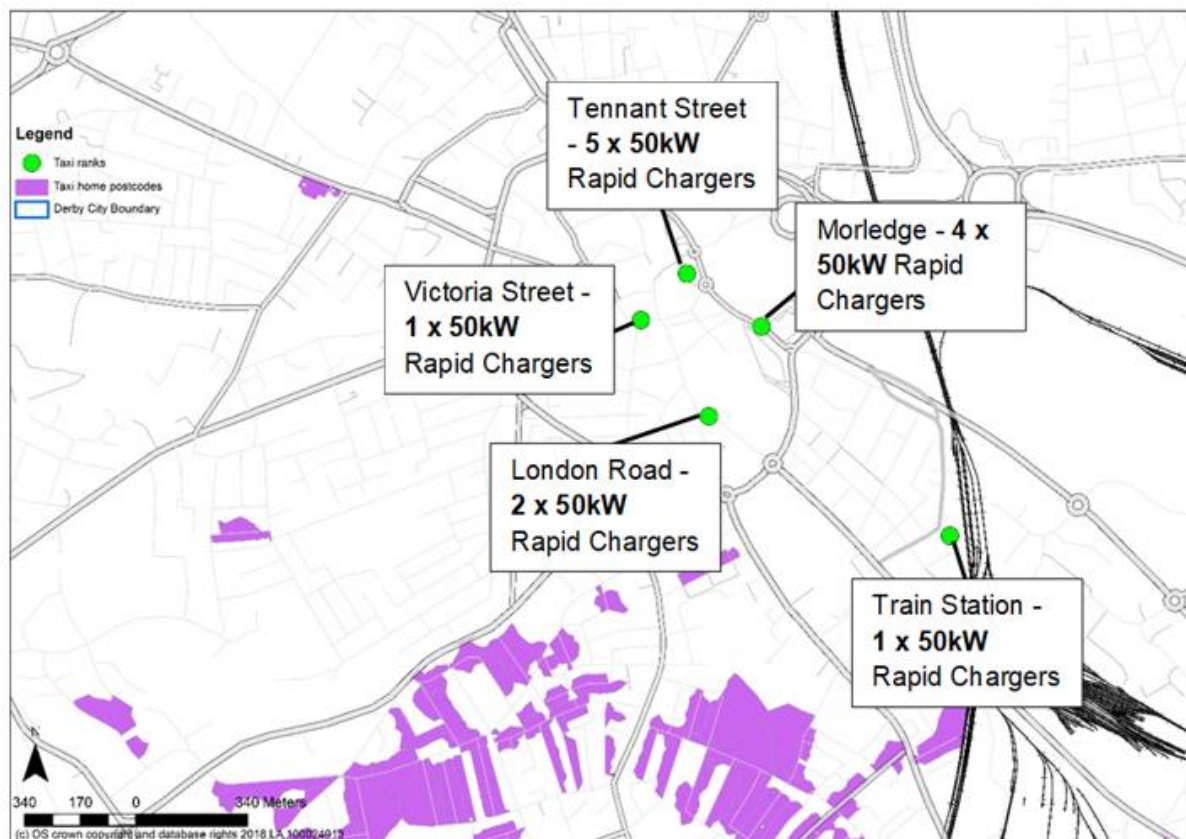 Tennant Street
- 5 x 50kW
Rapid Chargers
Legend
Taxi ranks
Taxi home postcodes
Derby City Boundary
Morledge - 4 x
50kW Rapid
Chargers
Victoria Street -
1 x 50kW
Rapid Chargers
London Road -
2 x 50kW
Rapid Chargers
Train Station -
1 x 50kW
Rapid Chargers
N
340 170 0 340 Meters
(c) OS crown copyright and database rights 2018 LA 100024913